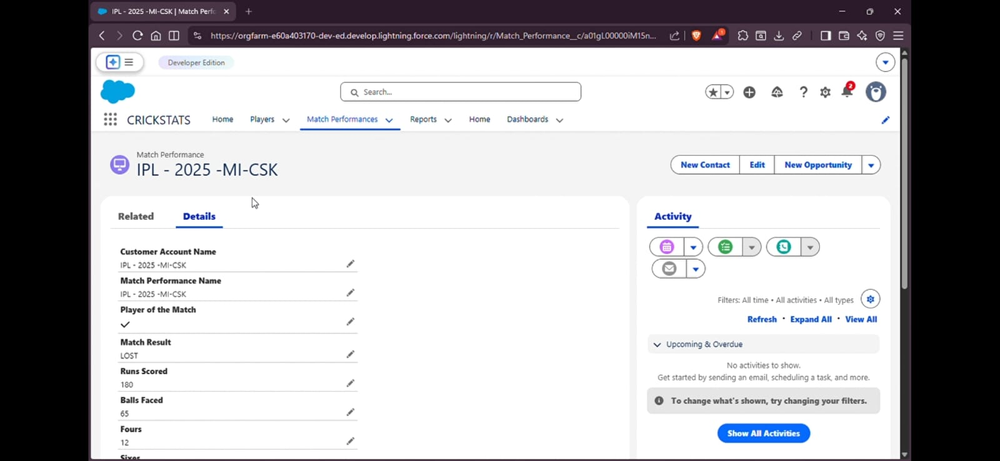 IPL - 2025 -MI-CSK | Match Perfo
https://orgfarm-e60a403170-dev-ed.develop.lightning.force.com/lightning/r/Match_Performance__c/a01gL00000iM15n...
1
Developer Edition
Search...
2
CRICKSTATS
Home
Players
Match Performances
Reports
Home
Dashboards
Match Performance
IPL - 2025 -MI-CSK
New Contact
Edit
New Opportunity
Related
Details
Customer Account Name
IPL - 2025 -MI-CSK
Match Performance Name
IPL - 2025 -MI-CSK
Player of the Match
Match Result
LOST
Runs Scored
180
Balls Faced
65
Fours
12
Sixes
Activity
Filters: All time • All activities • All types
Refresh • Expand All • View All
Upcoming & Overdue
No activities to show.
Get started by sending an email, scheduling a task, and more.
To change what's shown, try changing your filters.
Show All Activities